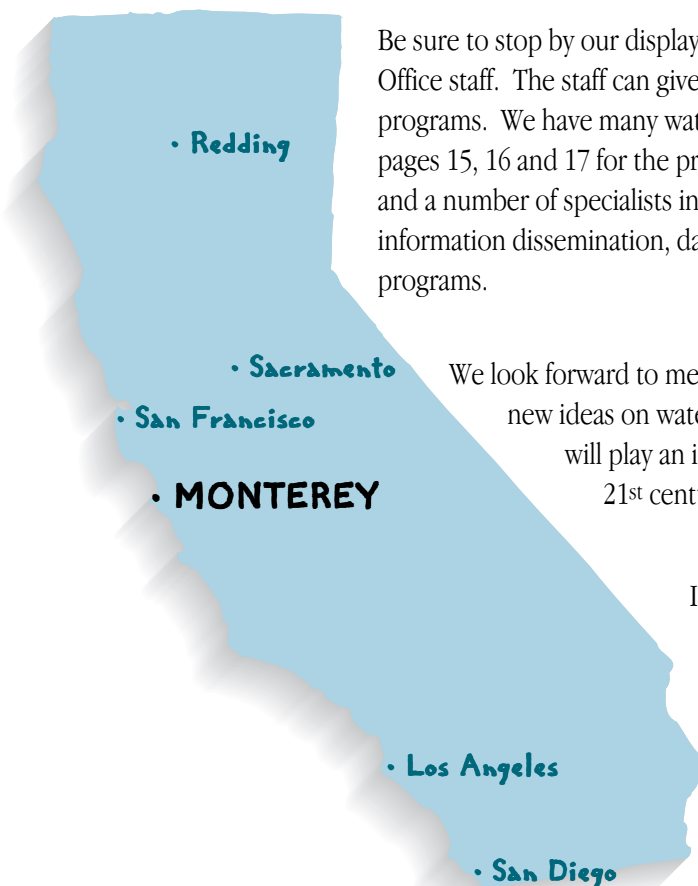 Be sure to stop by our display
Office staff. The staff can give
programs. We have many wat
pages 15, 16 and 17 for the pr
and a number of specialists in
information dissemination, da
programs.
We look forward to me
new ideas on wate
will play an i
21st cent
I
• Redding
• Sacramento
• San Francisco
• MONTEREY
• Los Angeles
• San Diego